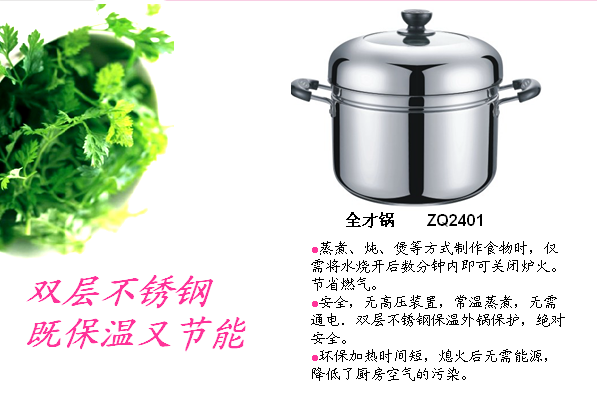 全才锅 ZQ2401
●蒸煮、炖、煲等方式制作食物时，仅
需将水烧开后数分钟内即可关闭炉火。
节省燃气。
●安全，无高压装置，常温蒸煮，无需
通电．双层不锈钢保温外锅保护，绝对
安全。
●环保加热时间短，熄火后无需能源，
降低了厨房空气的污染。
双层不锈钢
既保温又节能